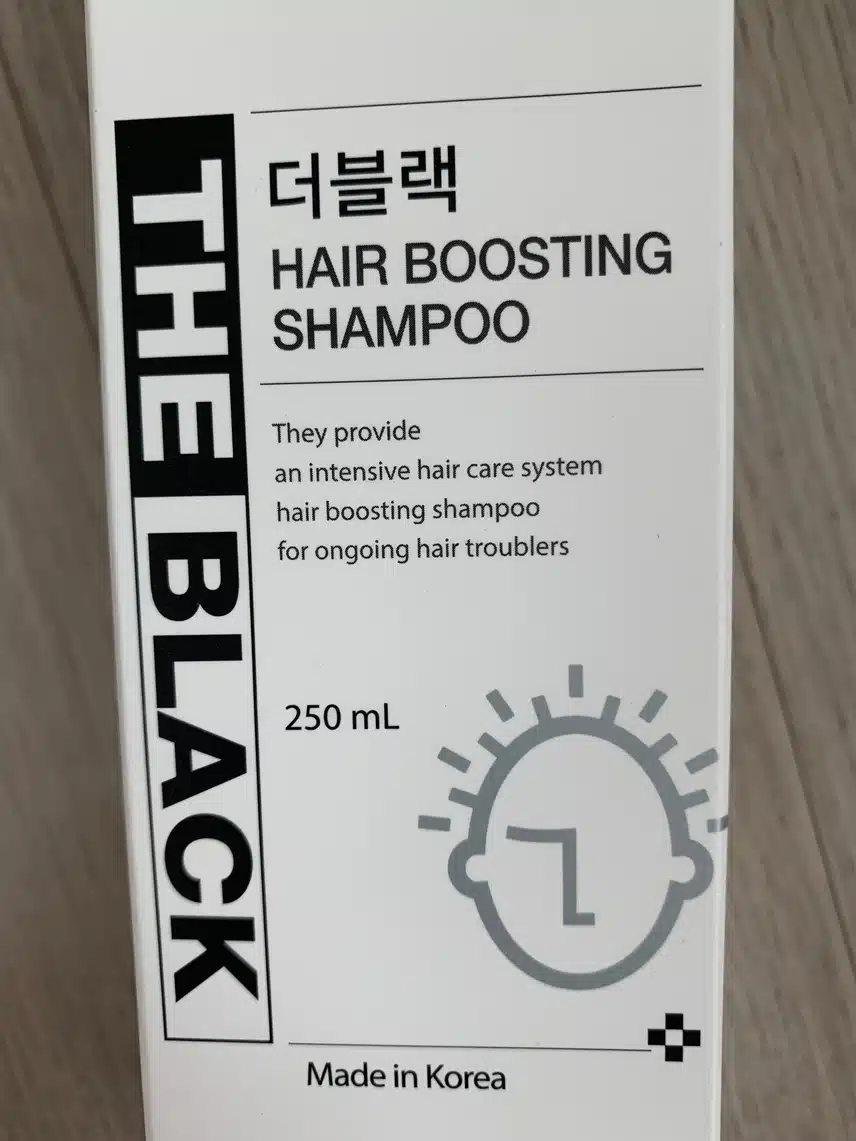 THE BLACK
더블랙
HAIR BOOSTING
SHAMPOO
They provide
an intensive hair care system
hair boosting shampoo
for ongoing hair troublers
250 mL
Made in Korea